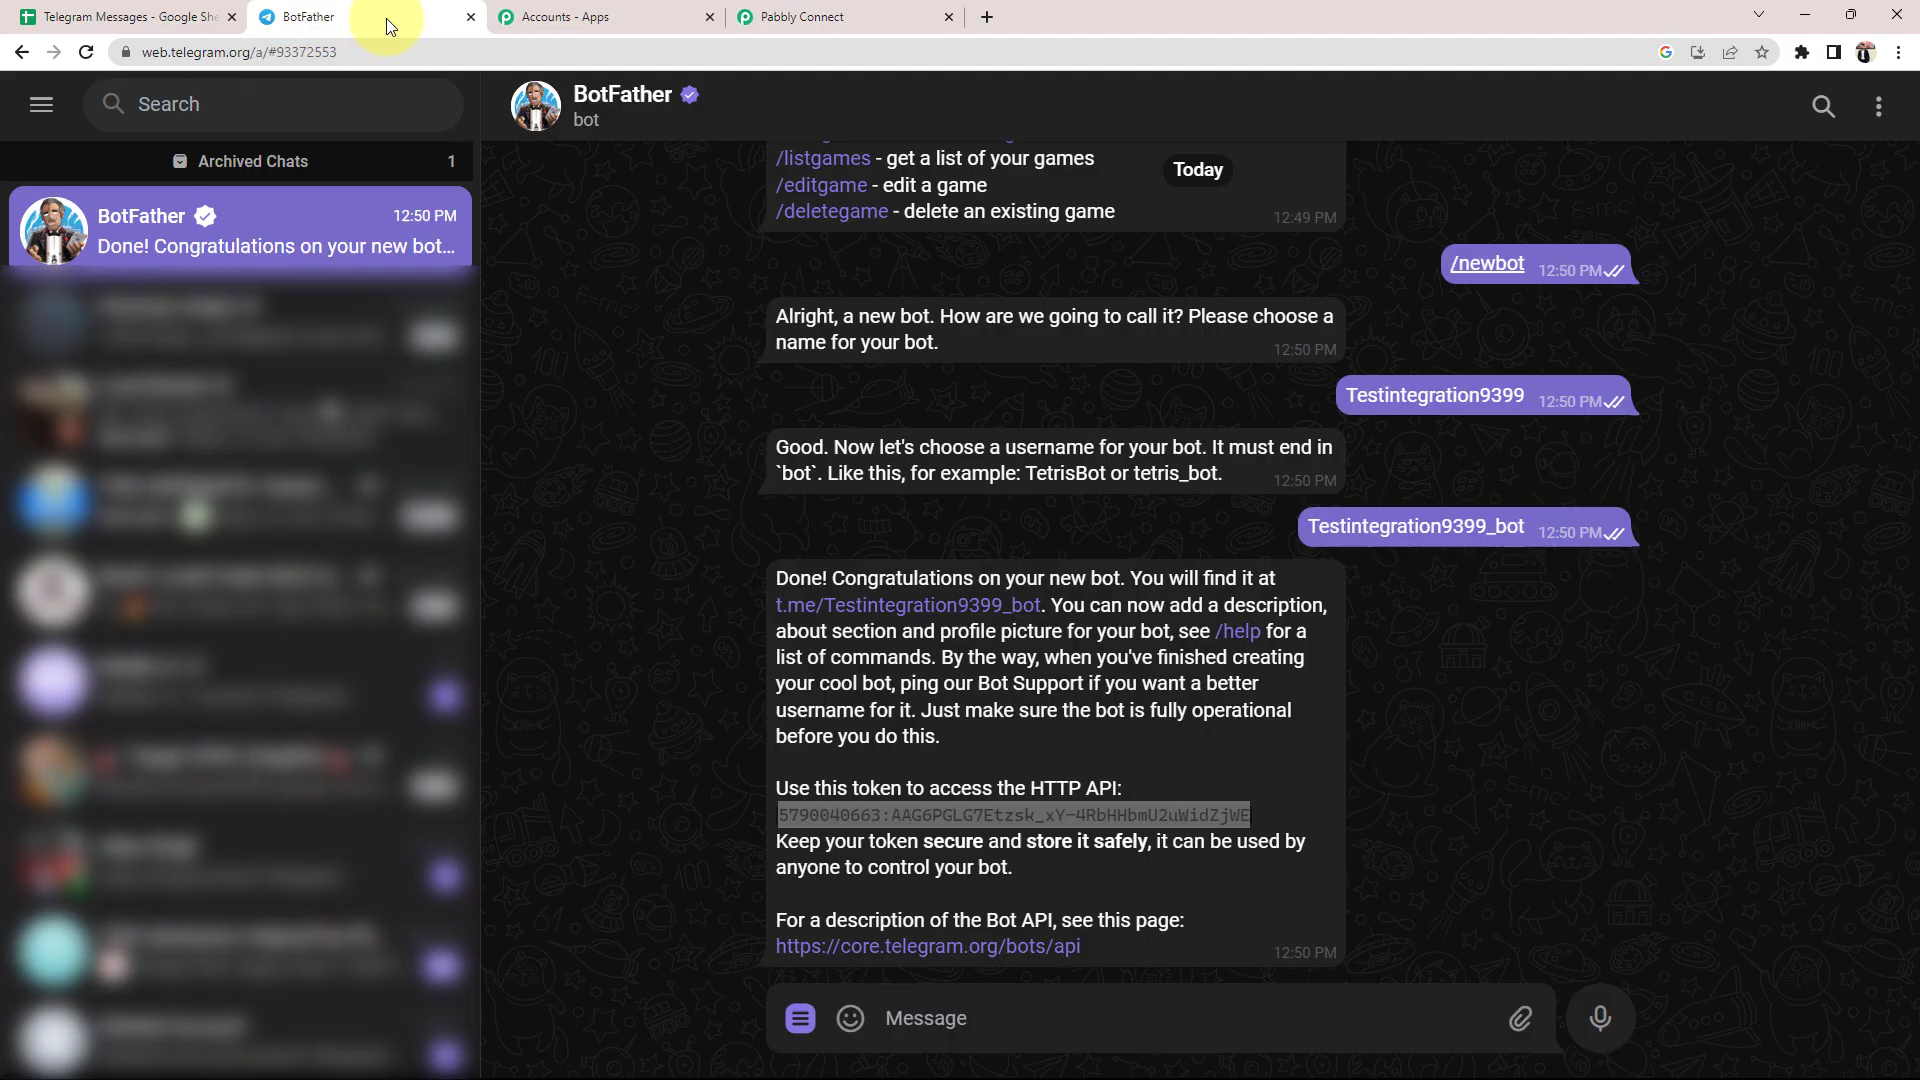 Telegram Messages - Google She
BotFather
Accounts - Apps
Pabbly Connect
web.telegram.org/a/#93372553
Search
Archived Chats 1
BotFather 12:50 PM
Done! Congratulations on your new bot...
BotFather
bot
/listgames - get a list of your games
Today
/editgame - edit a game
/deletegame - delete an existing game
12:49 PM
/newbot 12:50 PM
Alright, a new bot. How are we going to call it? Please choose a
name for your bot. 12:50 PM
Testintegration9399 12:50 PM
Good. Now let's choose a username for your bot. It must end in
`bot`. Like this, for example: TetrisBot or tetris_bot. 12:50 PM
Testintegration9399_bot 12:50 PM
Done! Congratulations on your new bot. You will find it at
t.me/Testintegration9399_bot. You can now add a description,
about section and profile picture for your bot, see /help for a
list of commands. By the way, when you've finished creating
your cool bot, ping our Bot Support if you want a better
username for it. Just make sure the bot is fully operational
before you do this.
Use this token to access the HTTP API:
5790040663:AAG6PGLG7Etzsk_xY-4RbHHbmU2uWidZjWE
Keep your token secure and store it safely, it can be used by
anyone to control your bot.
For a description of the Bot API, see this page:
https://core.telegram.org/bots/api 12:50 PM
Message